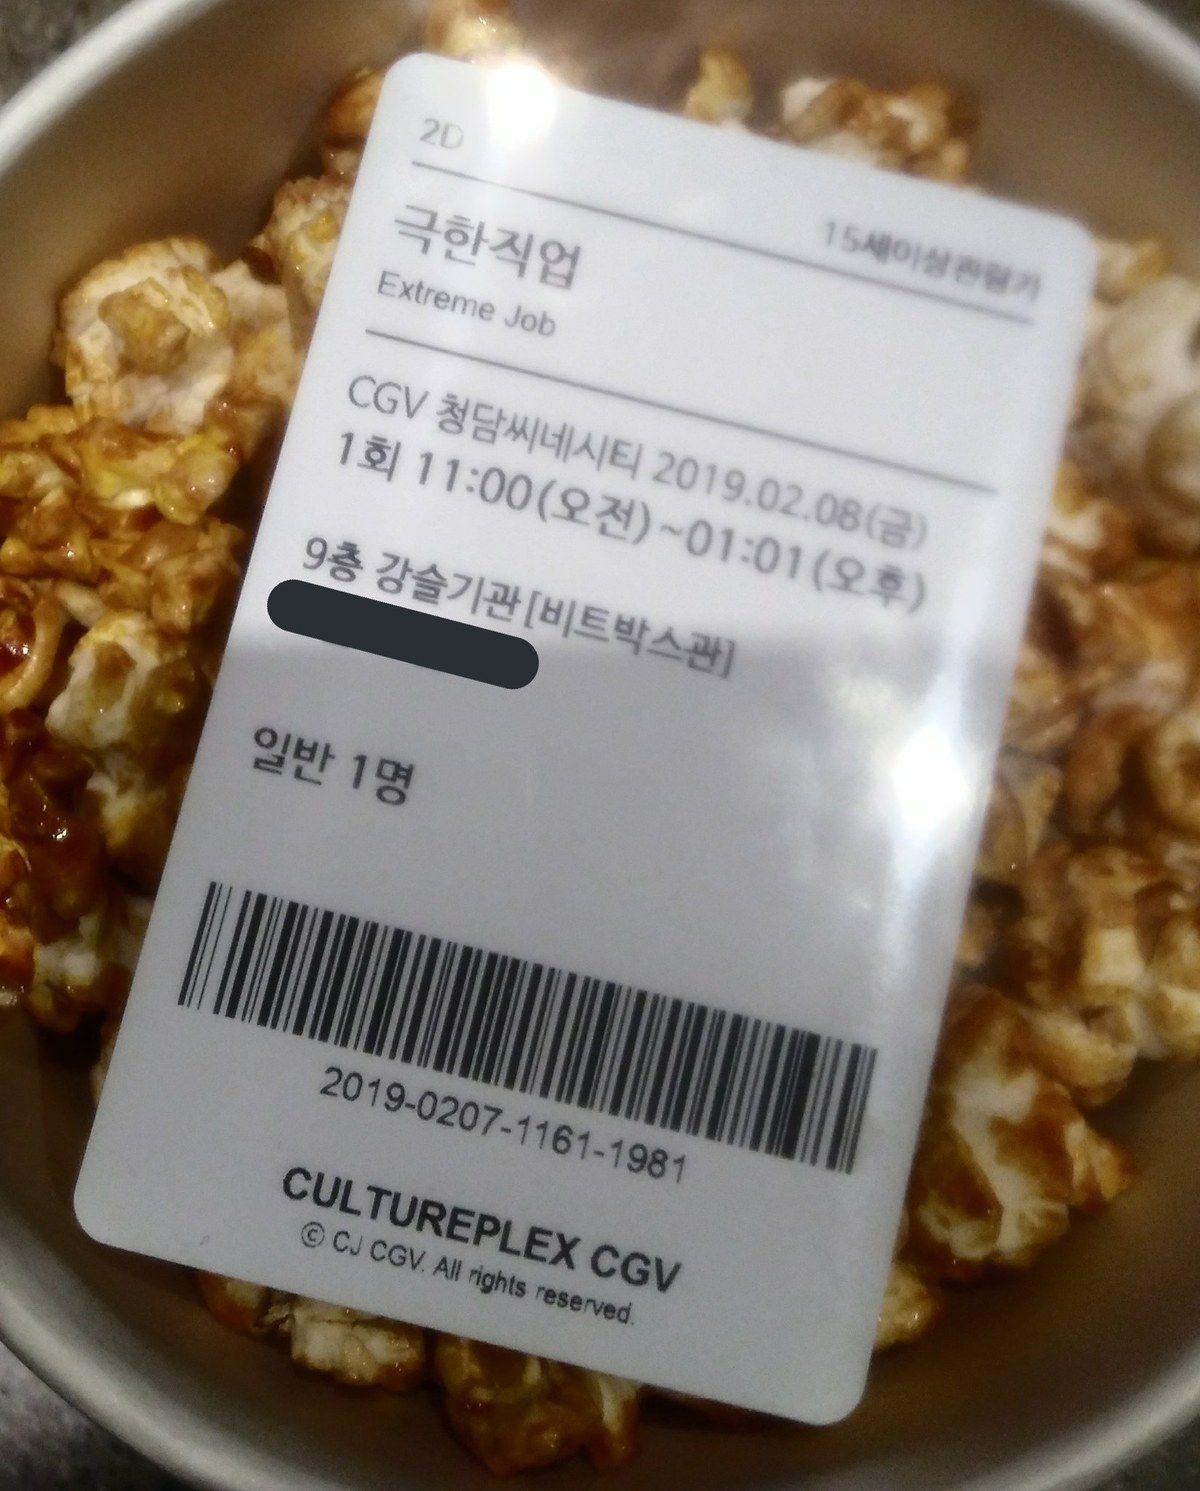 2D
15세이상관람가
극한직업
Extreme Job
CGV 청담씨네시티 2019.02.08(금)
1회 11:00(오전)~01:01(오후)
9층 강슬기관[비트박스관]
일반 1명
2019-0207-1161-1981
CULTUREPLEX CGV
© CJ CGV. All rights reserved.